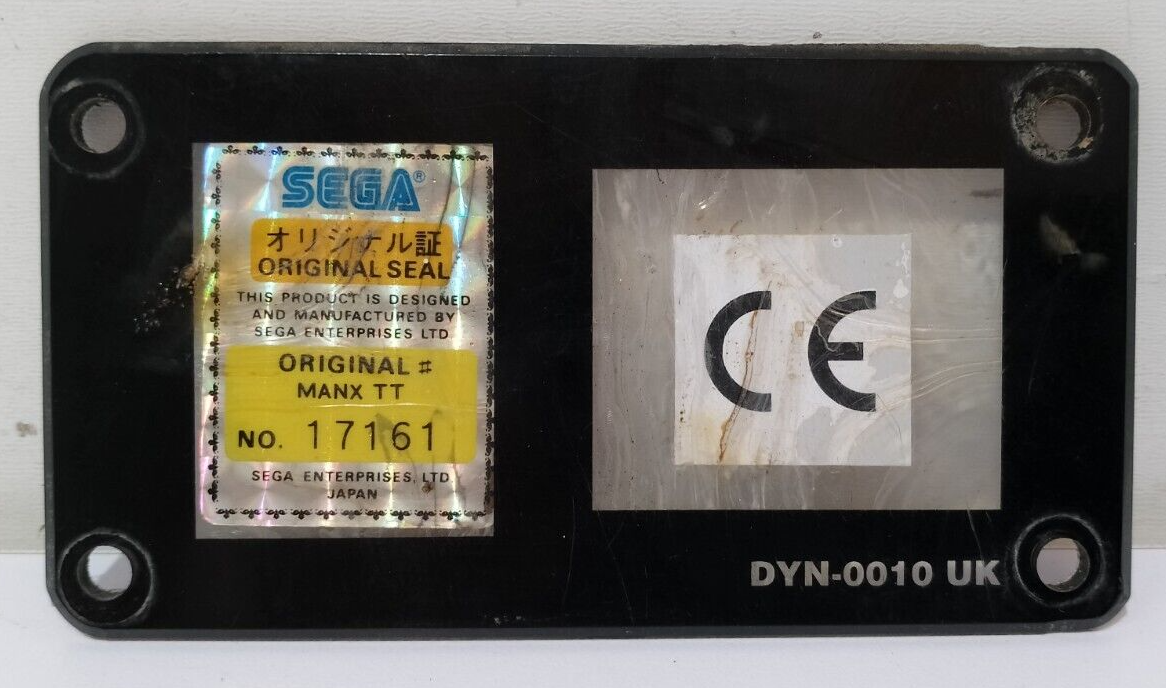 SEGA®
オリジナル証
ORIGINAL SEAL
THIS PRODUCT IS DESIGNED
AND MANUFACTURED BY
SEGA ENTERPRISES LTD
ORIGINAL #
MANX TT
NO. 17161
SEGA ENTERPRISES, LTD.
JAPAN
CE
DYN-0010 UK